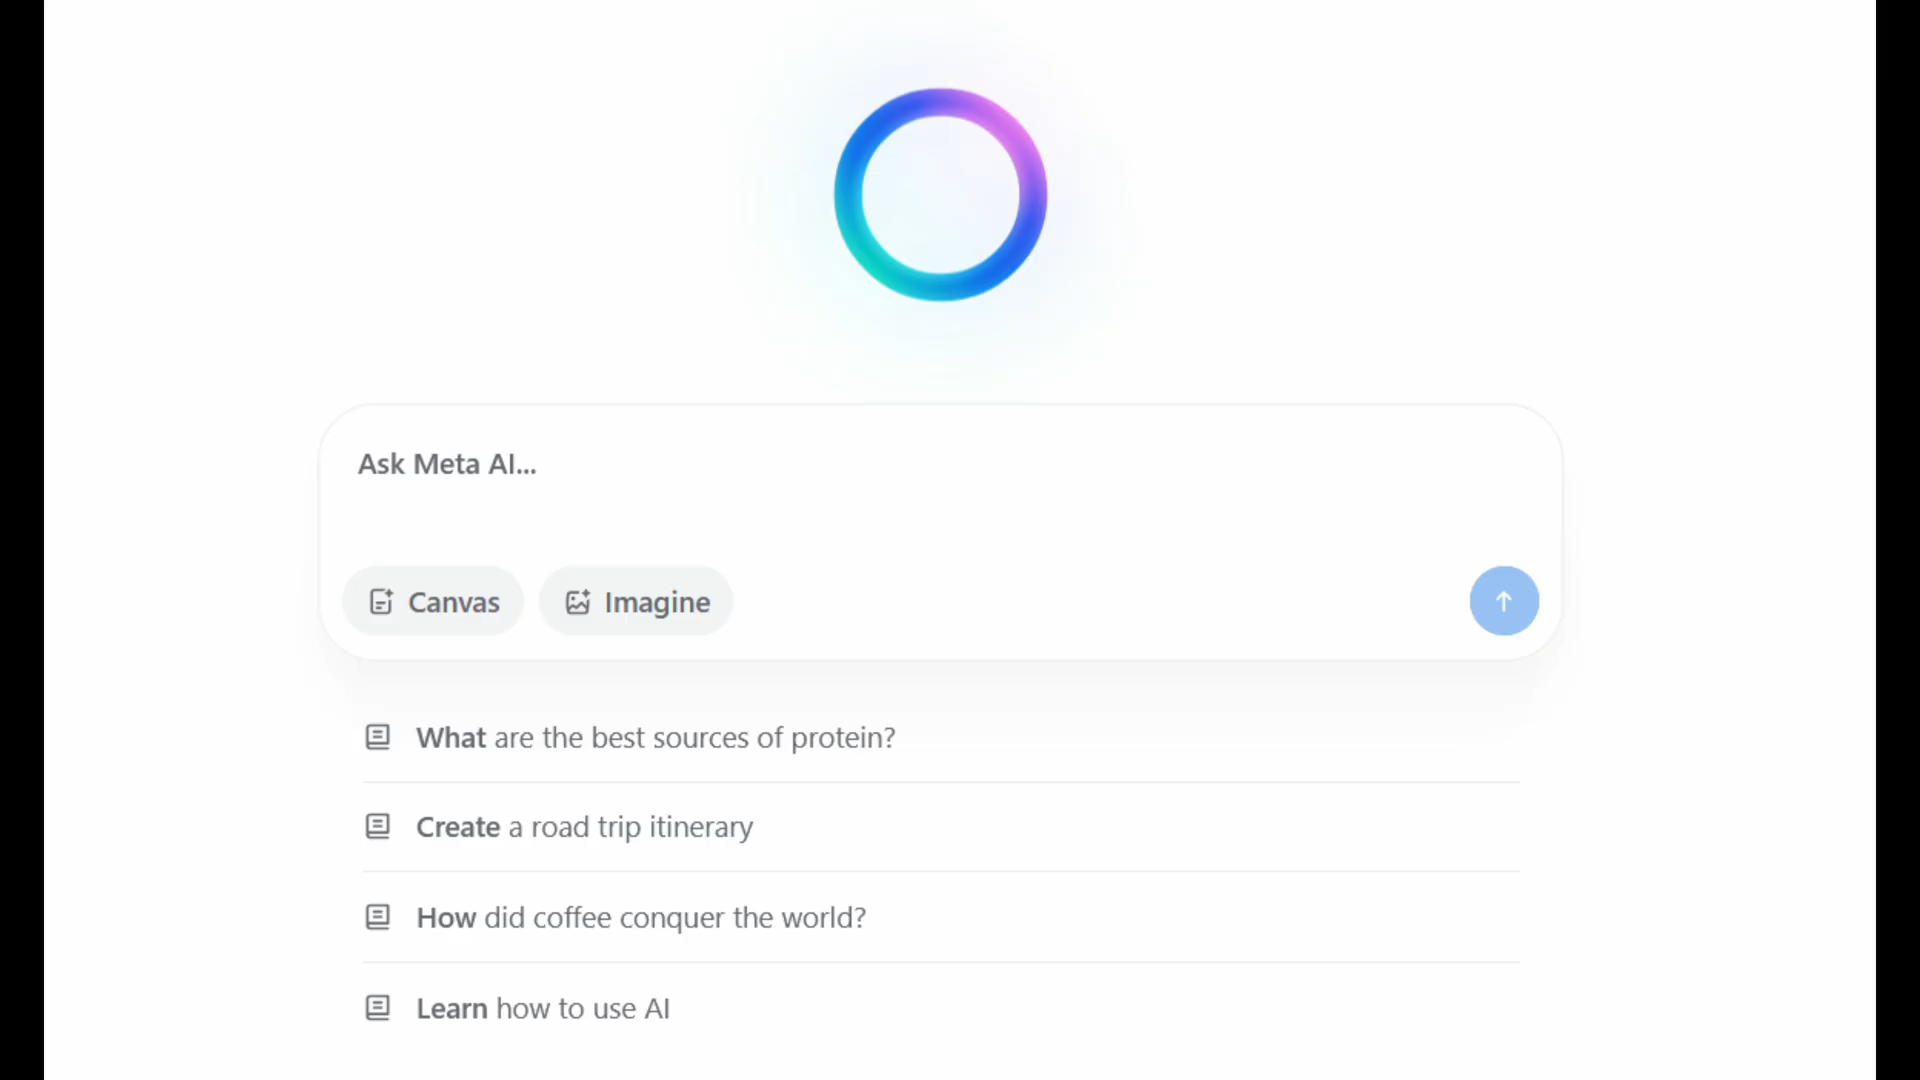 Ask Meta AI...
Canvas
Imagine
What are the best sources of protein?
Create a road trip itinerary
How did coffee conquer the world?
Learn how to use AI